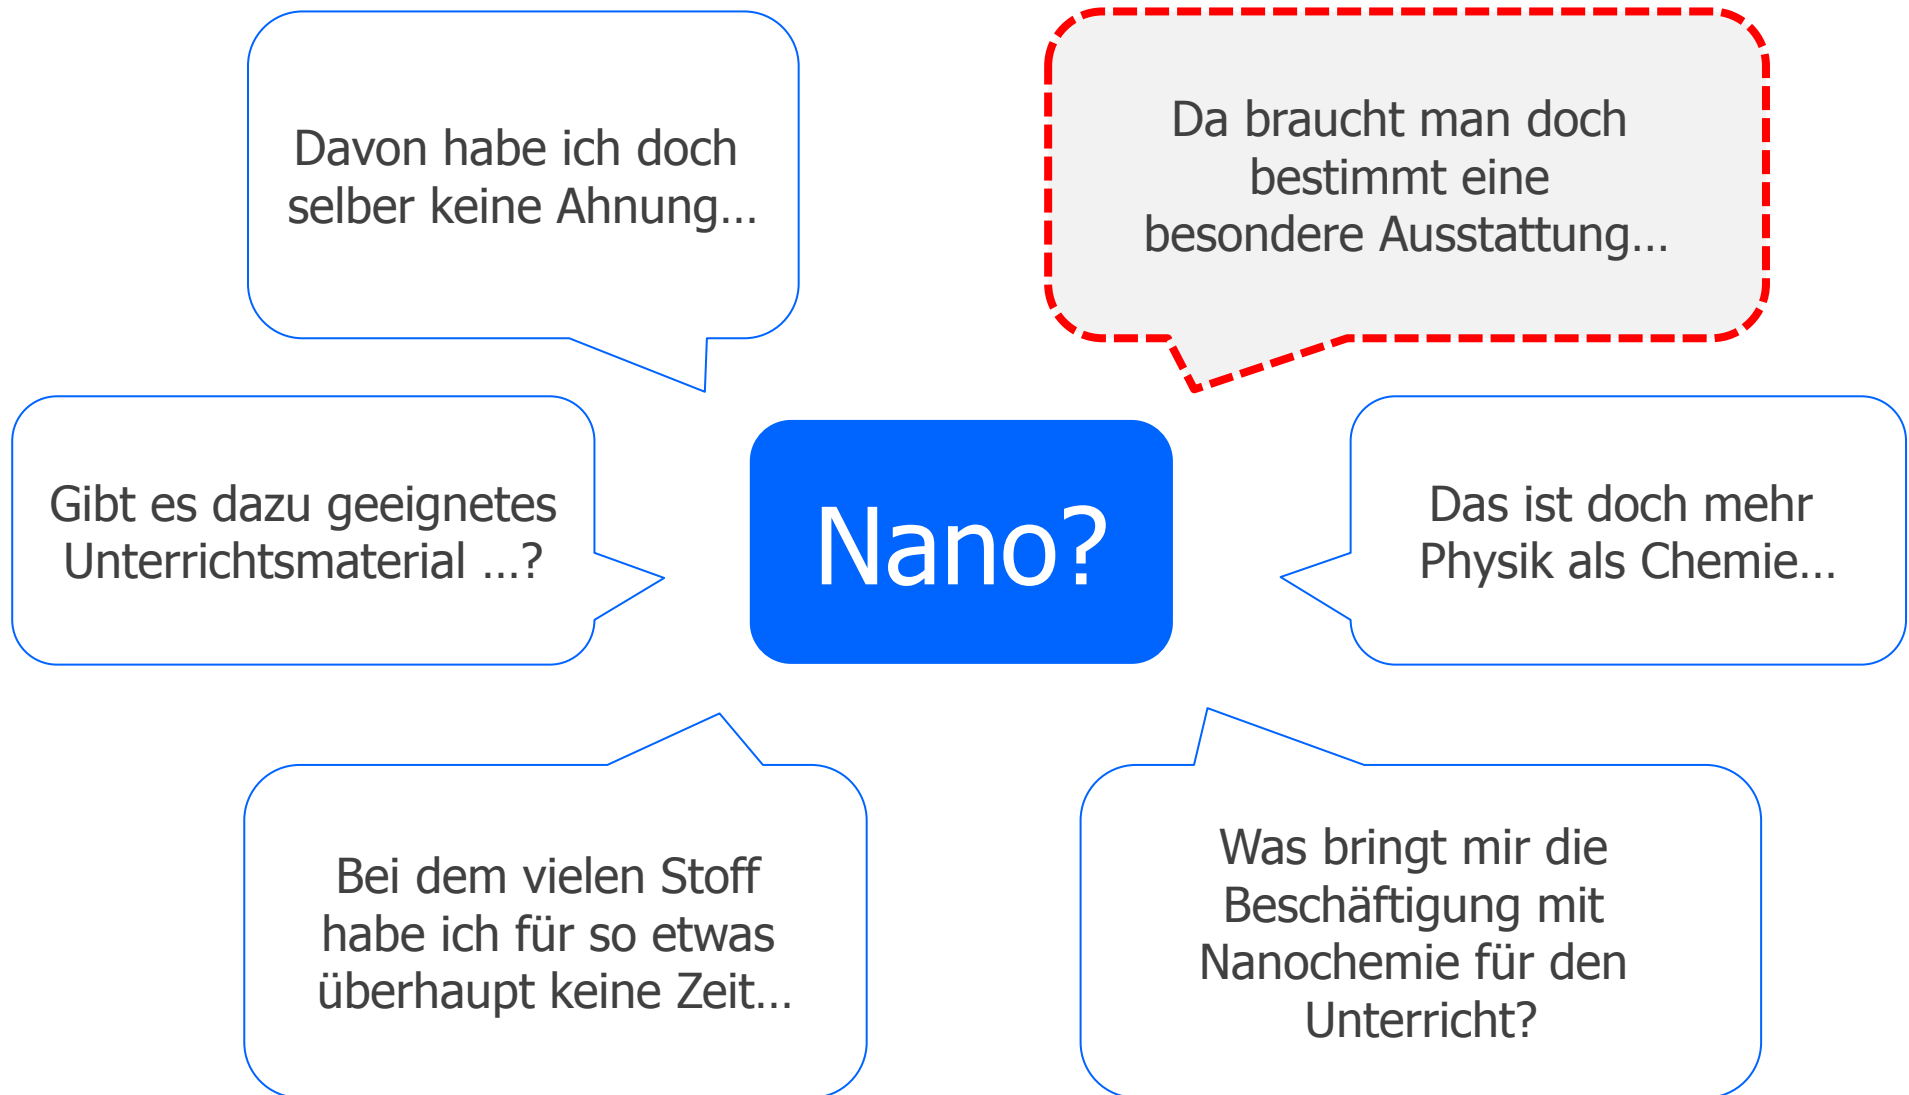 Davon habe ich doch
selber keine Ahnung...
Da braucht man doch
bestimmt eine
besondere Ausstattung...
Gibt es dazu geeignetes
Unterrichtsmaterial ...?
Nano?
Das ist doch mehr
Physik als Chemie...
Bei dem vielen Stoff
habe ich für so etwas
überhaupt keine Zeit...
Was bringt mir die
Beschäftigung mit
Nanochemie für den
Unterricht?